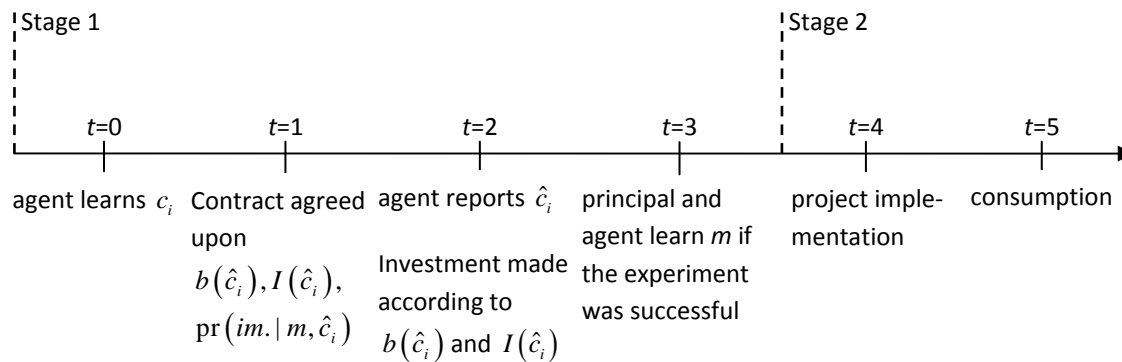 Stage 1
Stage 2
t=0
t=1
t=2
t=3
t=4
t=5
agent learns c_i
Contract agreed
upon
b(ĉ_i), I(ĉ_i),
pr(im. | m, ĉ_i)
agent reports ĉ_i
Investment made
according to
b(ĉ_i) and I(ĉ_i)
principal and
agent learn m if
the experiment
was successful
project imple-
mentation
consumption